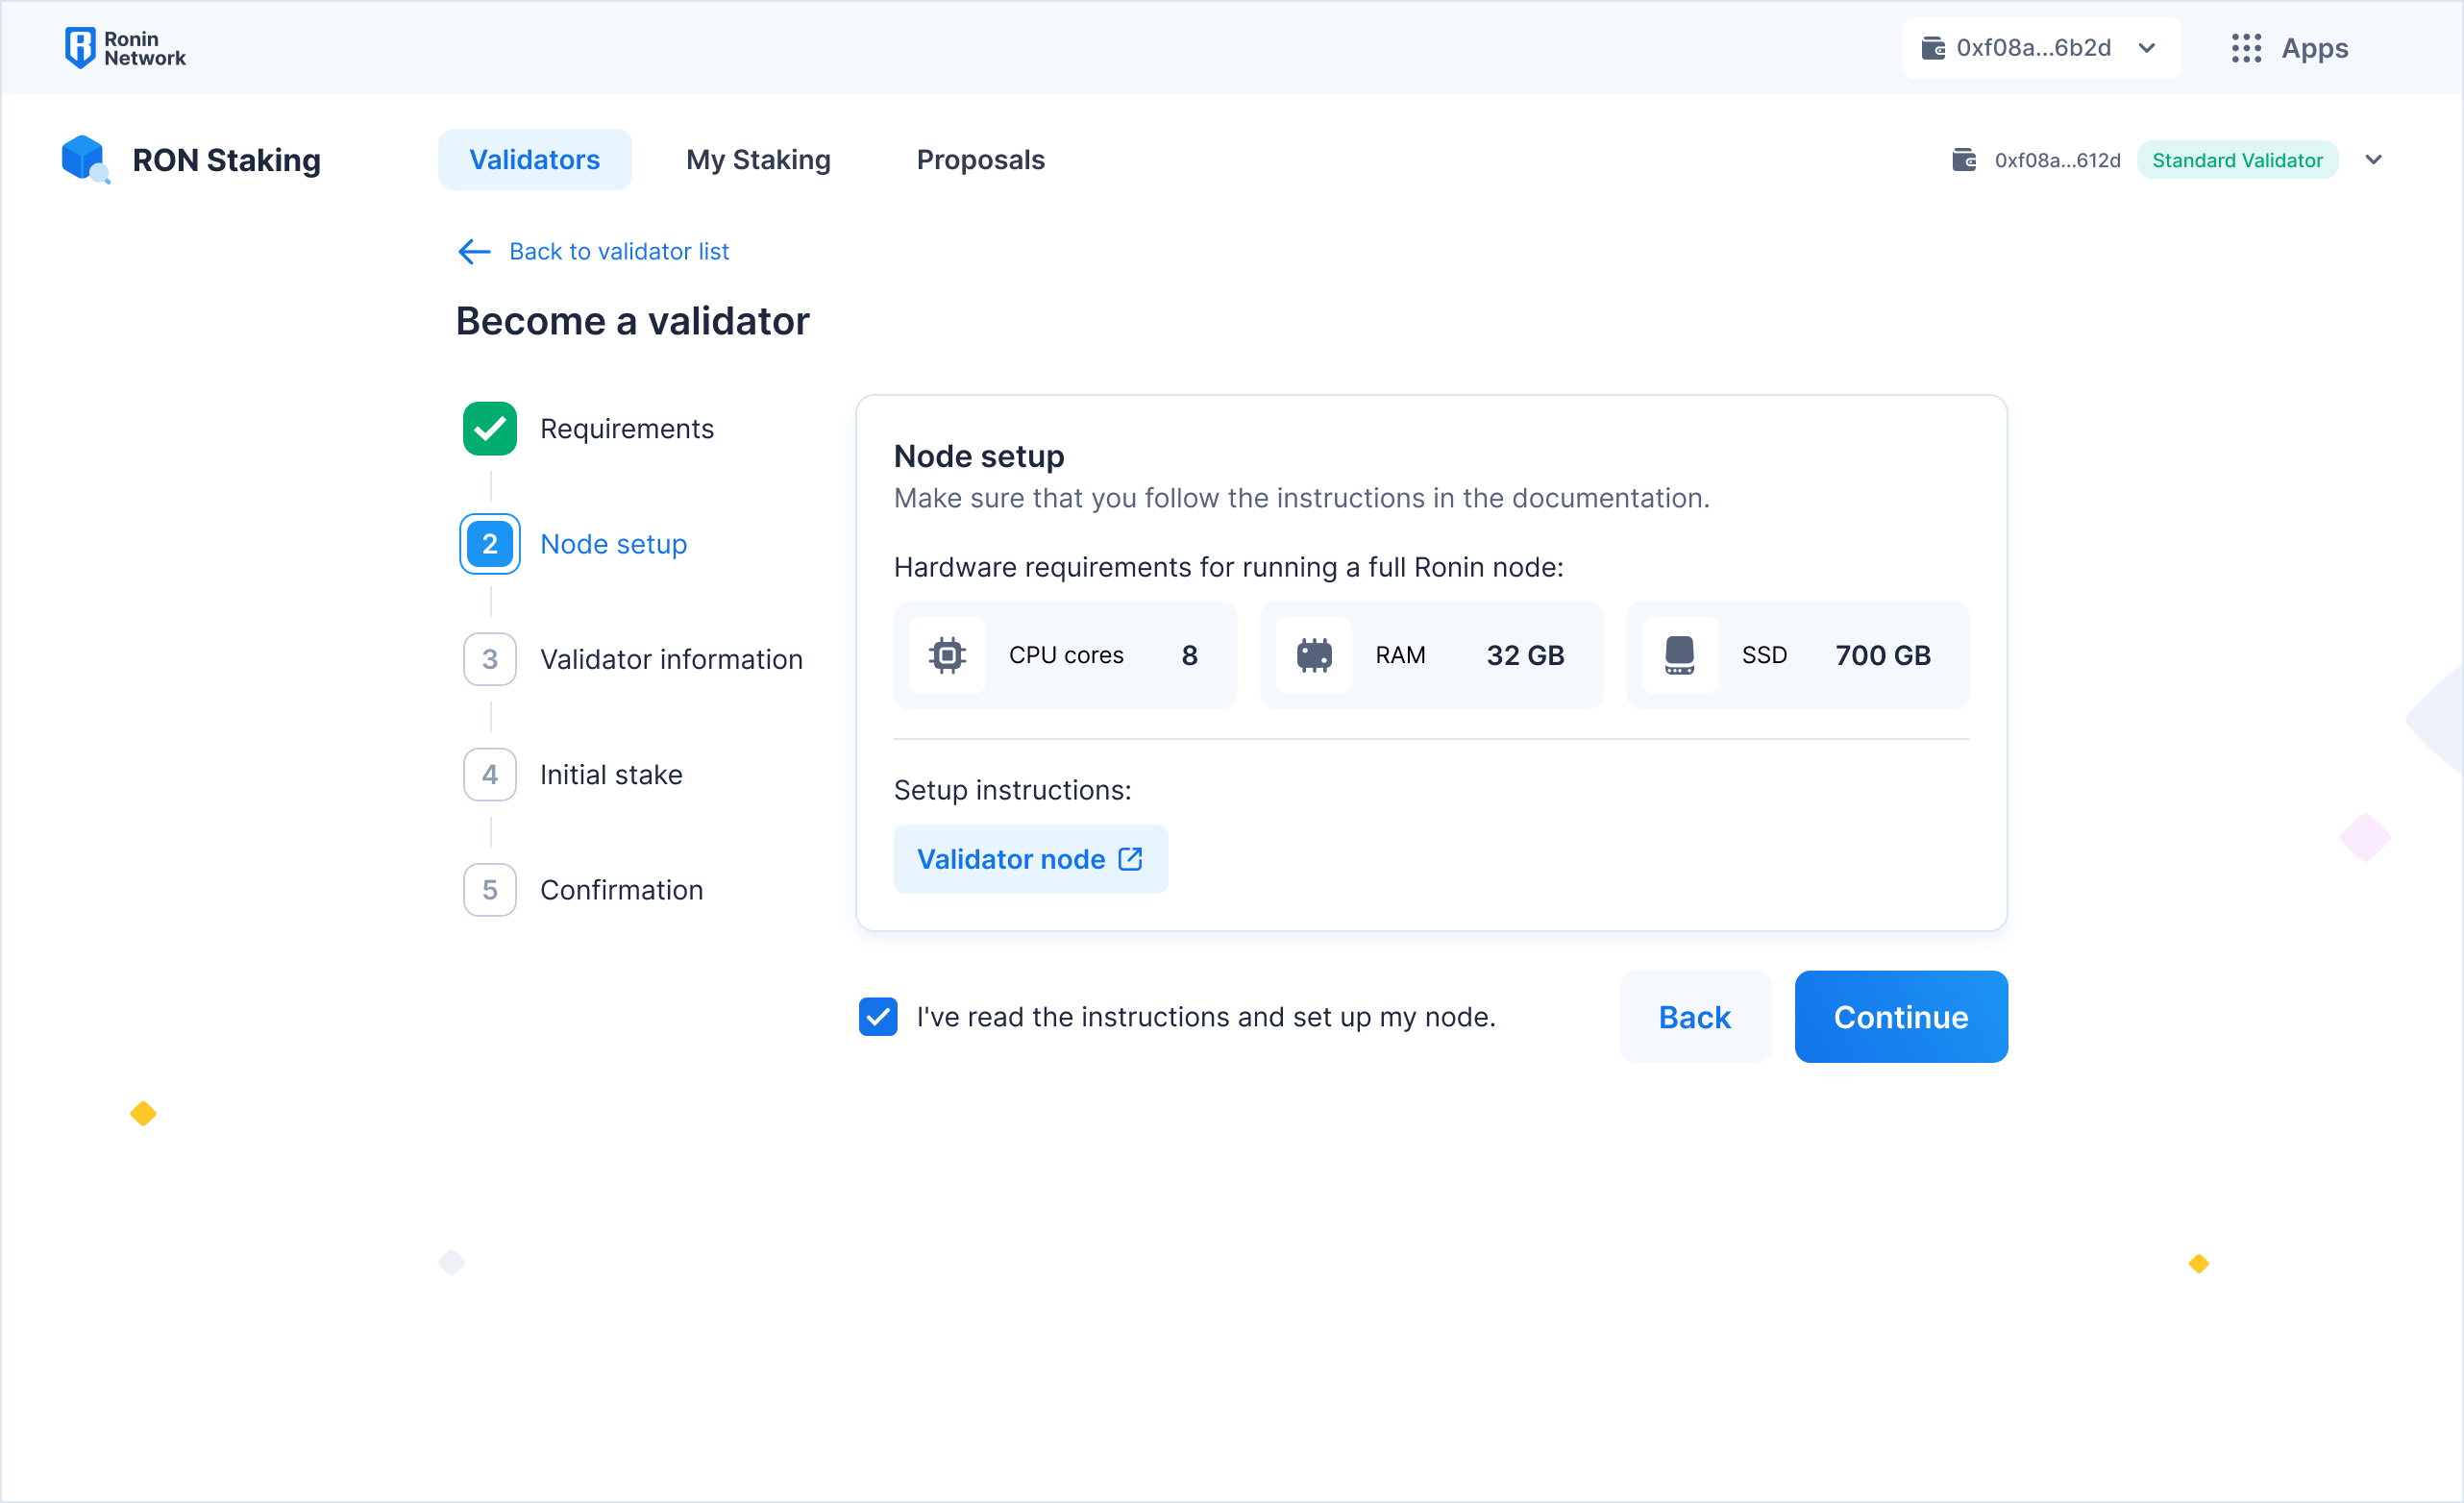 Ronin
Network
0xf08a...6b2d
Apps
RON Staking
Validators
My Staking
Proposals
0xf08a...612d
Standard Validator
Back to validator list
Become a validator
Requirements
2
Node setup
3
Validator information
4
Initial stake
5
Confirmation
Node setup
Make sure that you follow the instructions in the documentation.
Hardware requirements for running a full Ronin node:
CPU cores 8
RAM 32 GB
SSD 700 GB
Setup instructions:
Validator node
I've read the instructions and set up my node.
Back
Continue